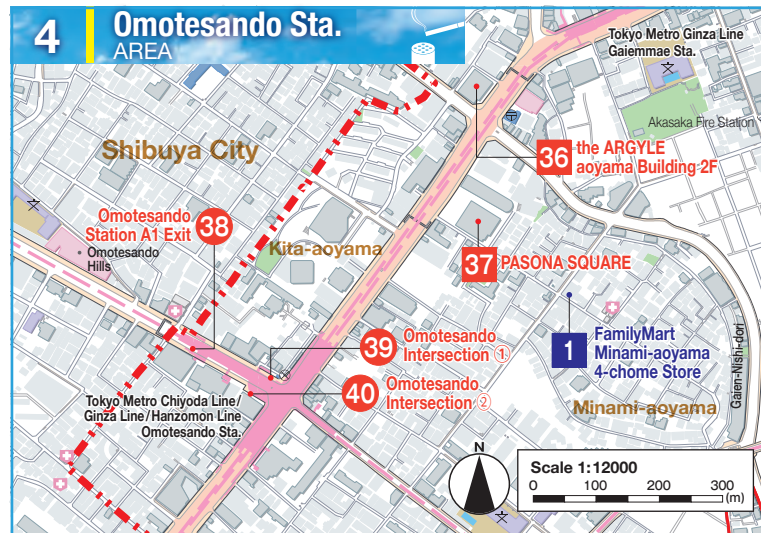 4
Omotesando Sta.
AREA
Tokyo Metro Ginza Line
Gaiemmae Sta.
Akasaka Fire Station
Shibuya City
36
the ARGYLE
aoyama Building 2F
Omotesando
Station A1 Exit
38
Omotesando
Hills
Kita-aoyama
37
PASONA SQUARE
39
Omotesando
Intersection ①
1
FamilyMart
Minami-aoyama
4-chome Store
40
Omotesando
Intersection ②
Gaien-Nishi-dori
Minami-aoyama
Tokyo Metro Chiyoda Line/
Ginza Line/Hanzomon Line
Omotesando Sta.
N
Scale 1:12000
0 100 200 300
(m)